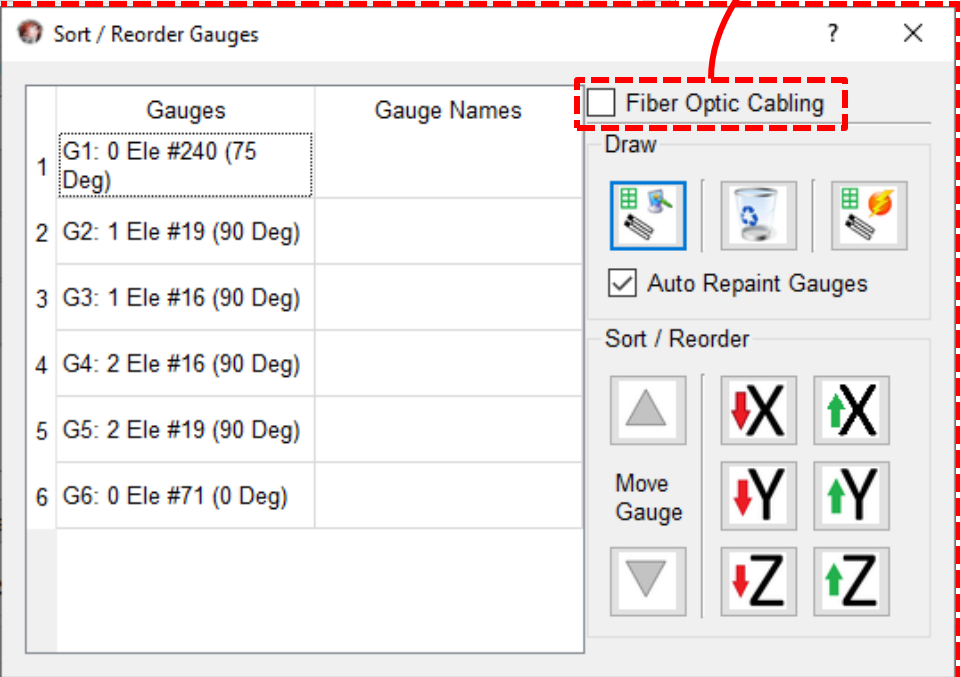 Sort / Reorder Gauges
?
Gauges Gauge Names
1 G1: 0 Ele #240 (75
Deg)
2 G2: 1 Ele #19 (90 Deg)
3 G3: 1 Ele #16 (90 Deg)
4 G4: 2 Ele #16 (90 Deg)
5 G5: 2 Ele #19 (90 Deg)
6 G6: 0 Ele #71 (0 Deg)
Fiber Optic Cabling
Draw
Auto Repaint Gauges
Sort / Reorder
X X
Move
Gauge
Y Y
Z Z